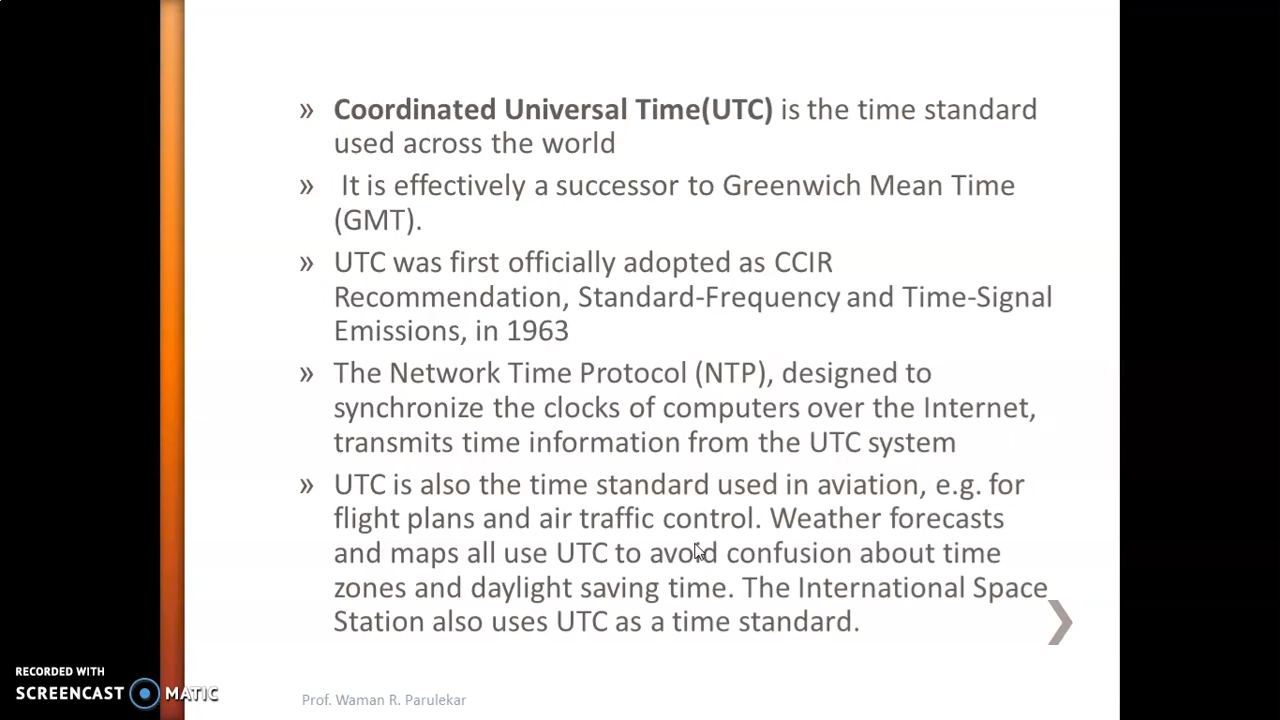 » Coordinated Universal Time(UTC) is the time standard
used across the world
» It is effectively a successor to Greenwich Mean Time
(GMT).
» UTC was first officially adopted as CCIR
Recommendation, Standard-Frequency and Time-Signal
Emissions, in 1963
» The Network Time Protocol (NTP), designed to
synchronize the clocks of computers over the Internet,
transmits time information from the UTC system
» UTC is also the time standard used in aviation, e.g. for
flight plans and air traffic control. Weather forecasts
and maps all use UTC to avoid confusion about time
zones and daylight saving time. The International Space
Station also uses UTC as a time standard.
RECORDED WITH
SCREENCAST MATIC
Prof. Waman R. Parulekar